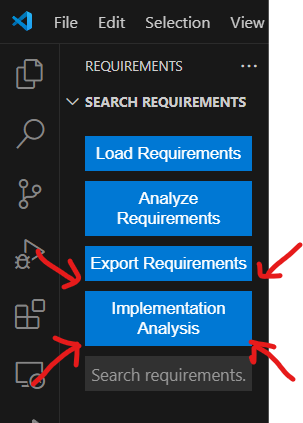 File Edit Selection View
REQUIREMENTS ···
SEARCH REQUIREMENTS
Load Requirements
Analyze
Requirements
Export Requirements
Implementation
Analysis
Search requirements.